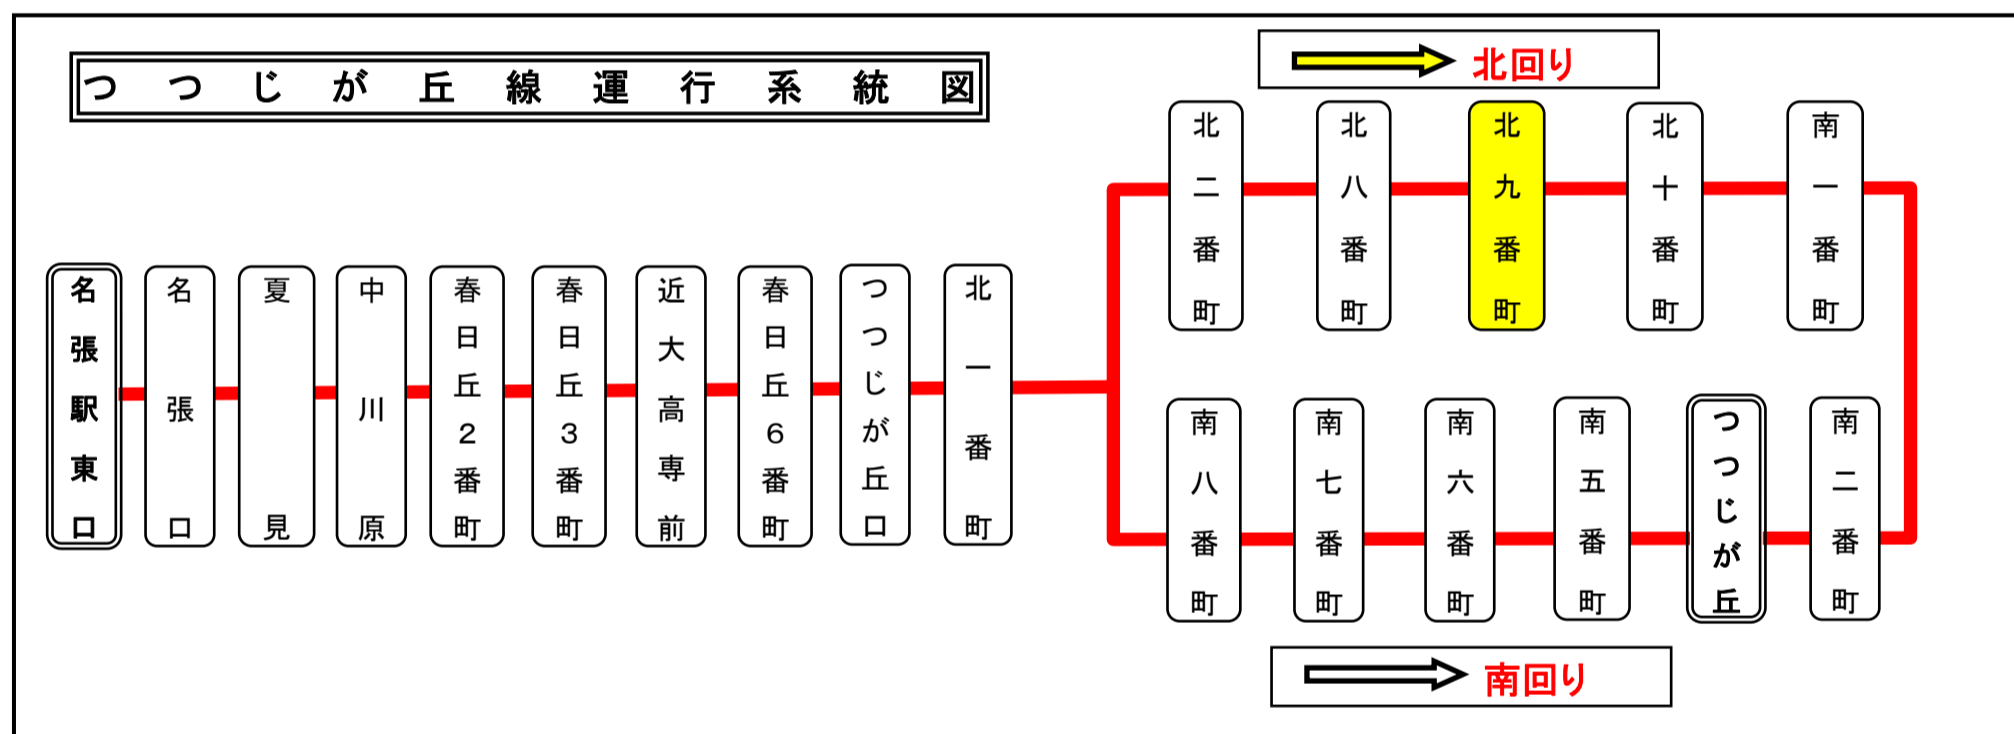 つつじが丘線運行系統図
北回り
北二番町
北八番町
北九番町
北十番町
南一番町
名張駅東口
名張口
夏見
中川原
春日丘2番町
春日丘3番町
近大高専前
春日丘6番町
つつじが丘口
北一番町
南八番町
南七番町
南六番町
南五番町
つつじが丘
南二番町
南回り